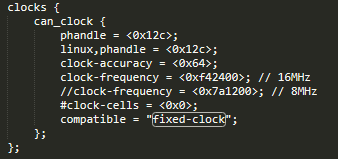 clocks {
can_clock {
phandle = <0x12c>;
linux,phandle = <0x12c>;
clock-accuracy = <0x64>;
clock-frequency = <0xf42400>; // 16MHz
//clock-frequency = <0x7a1200>; // 8MHz
#clock-cells = <0x0>;
compatible = "fixed-clock";
};
};